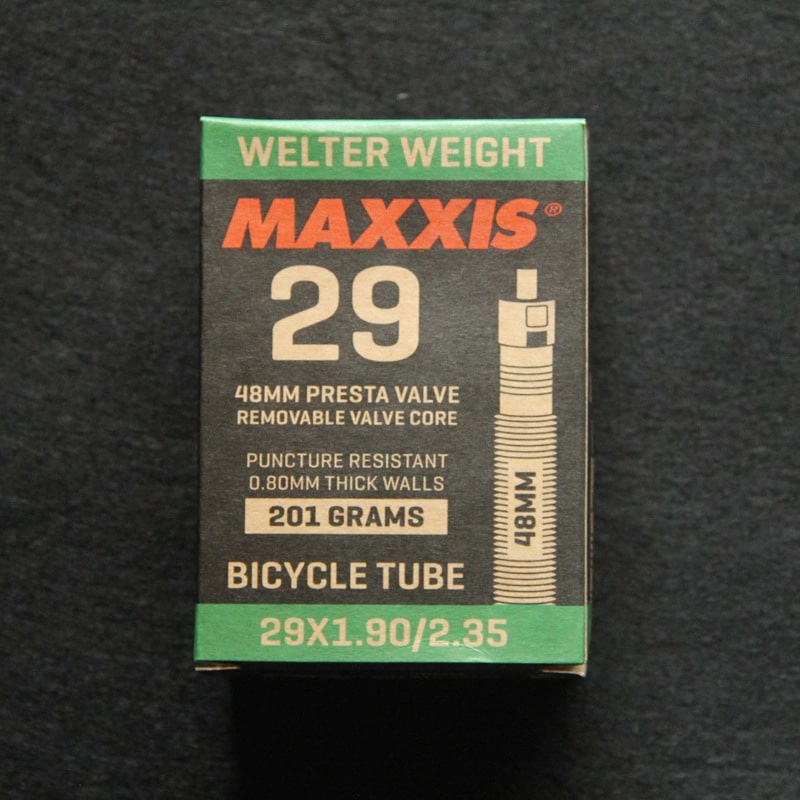 WELTER WEIGHT
MAXXIS®
29
48MM PRESTA VALVE
REMOVABLE VALVE CORE
PUNCTURE RESISTANT
0.80MM THICK WALLS
201 GRAMS
48MM
BICYCLE TUBE
29X1.90/2.35